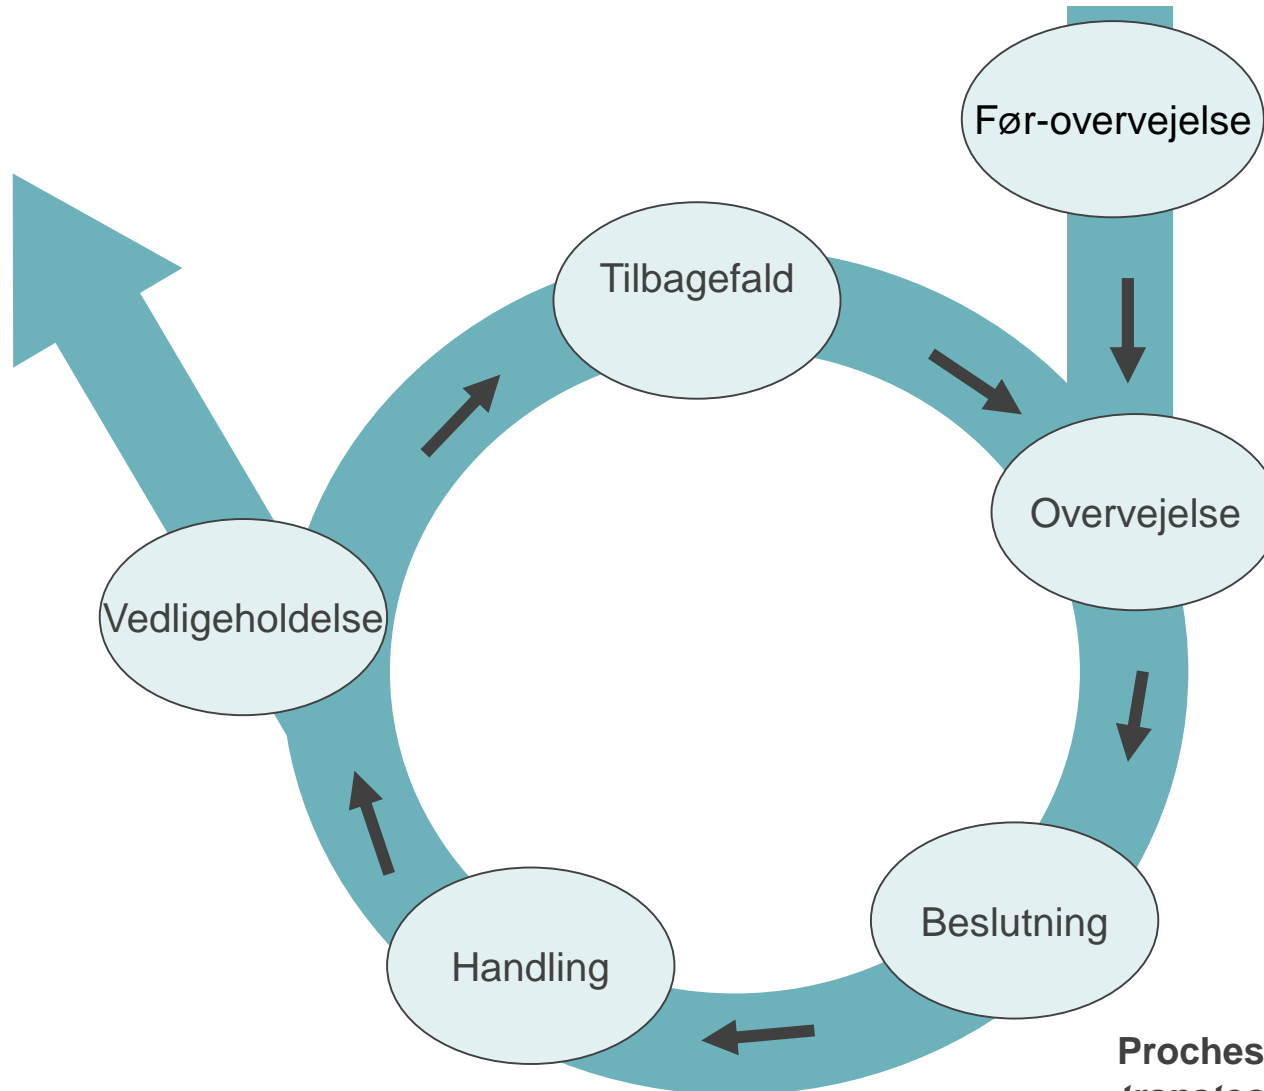 Før-overvejelse
Tilbagefald
Overvejelse
Vedligeholdelse
Beslutning
Handling
Proches